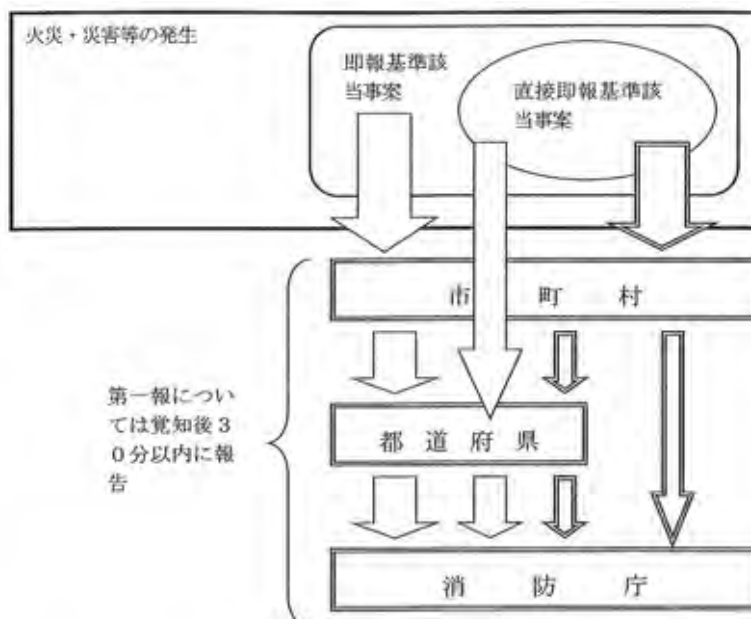 火災・災害等の発生
即報基準該
当事案
直接即報基準該
当事案
市町村
第一報につい
ては覚知後3
0分以内に報
告
都道府県
消防庁